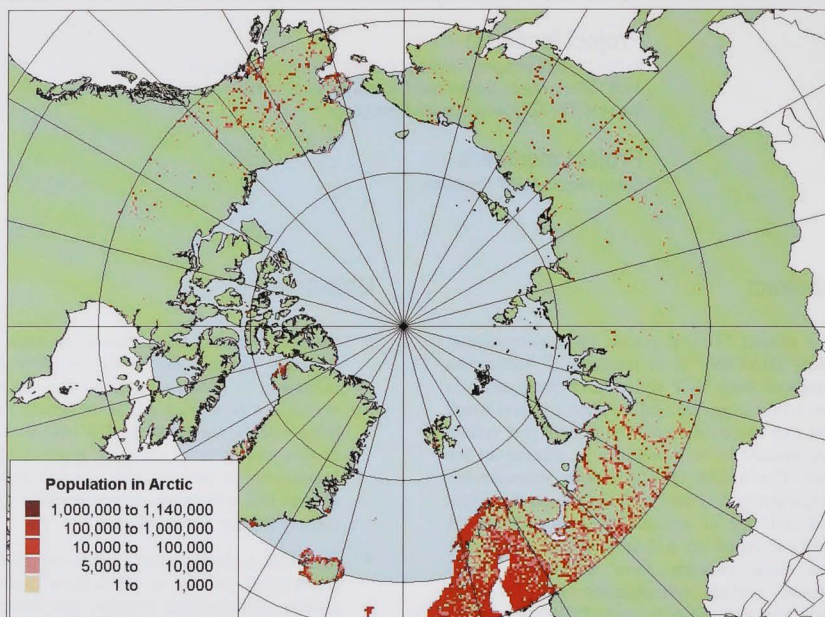 Population in Arctic
1,000,000 to 1,140,000
100,000 to 1,000,000
10,000 to 100,000
5,000 to 10,000
1 to 1,000